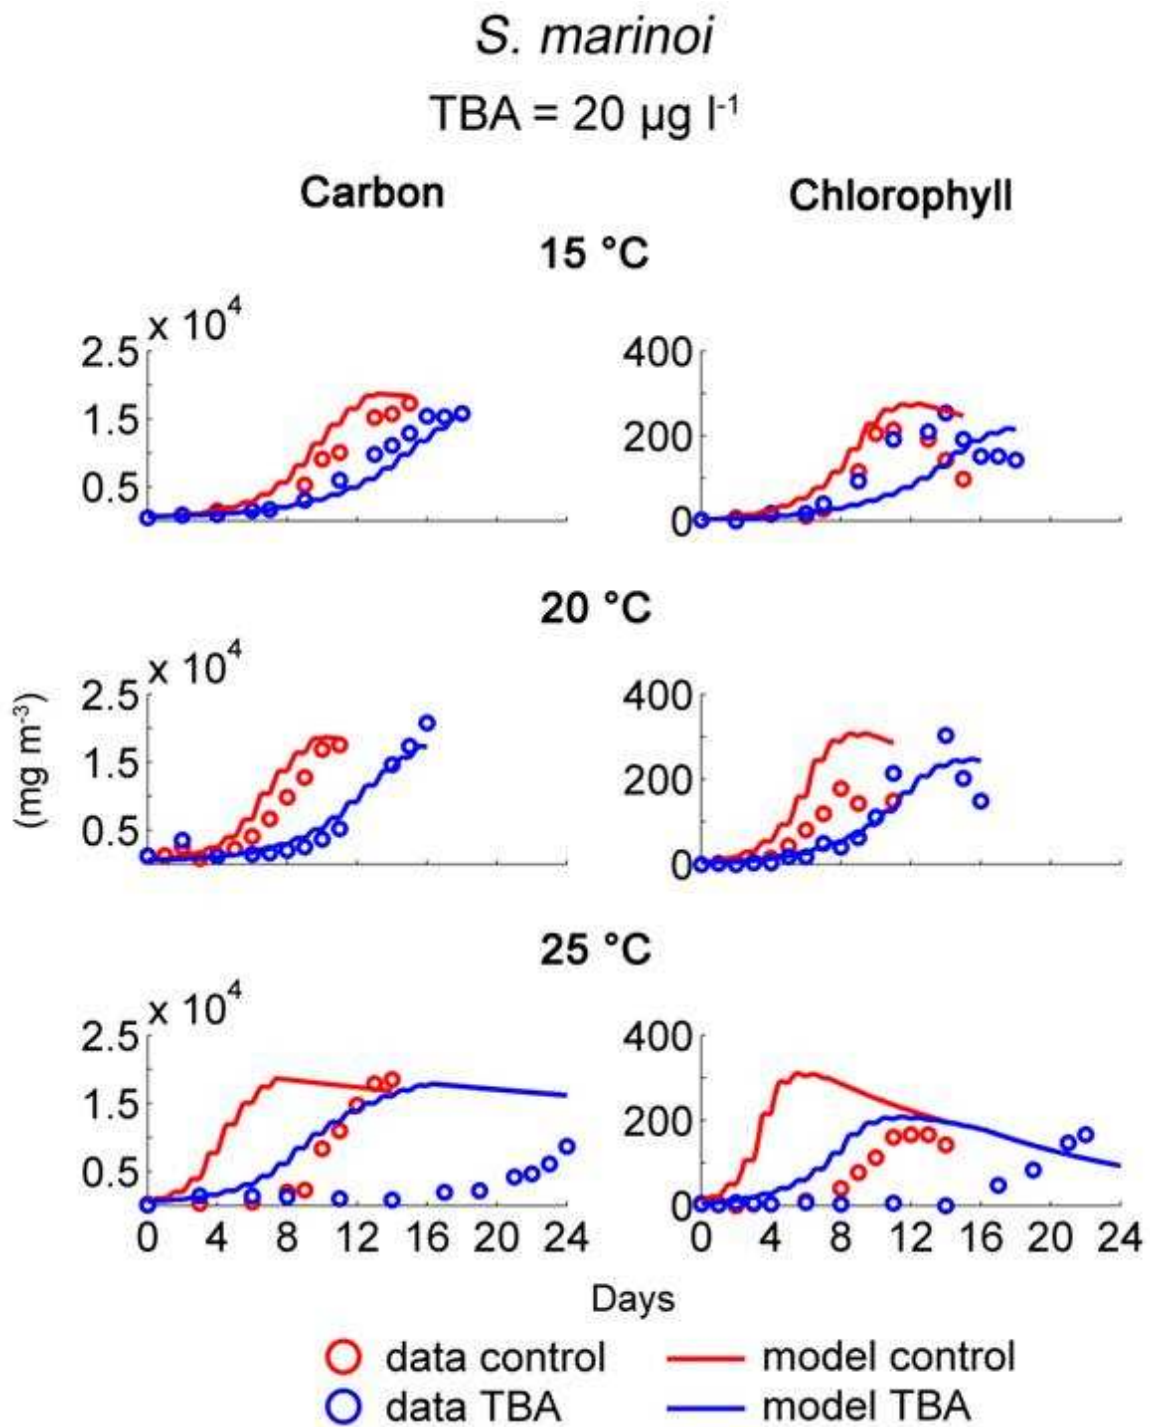 S. marinoi
TBA = 20 µg l⁻¹
Carbon
Chlorophyll
15 °C
x 10⁴
2.5
1.5
0.5
400
200
0
20 °C
x 10⁴
2.5
1.5
0.5
400
200
0
(mg m⁻³)
25 °C
x 10⁴
2.5
1.5
0.5
0 4 8 12 16 20 24
400
200
0
0 4 8 12 16 20 24
Days
data control
model control
data TBA
model TBA